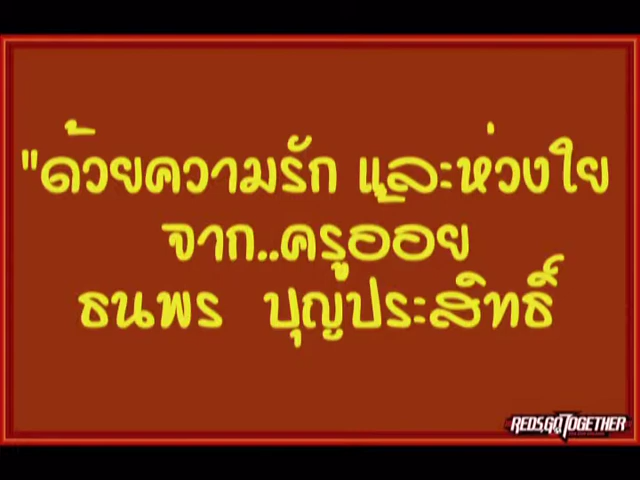 "ด้วยความรัก และห่วงใย
จาก..ครูอ้อย
ธนพร บุญประสิทธิ์
REDSGOTOGETHER